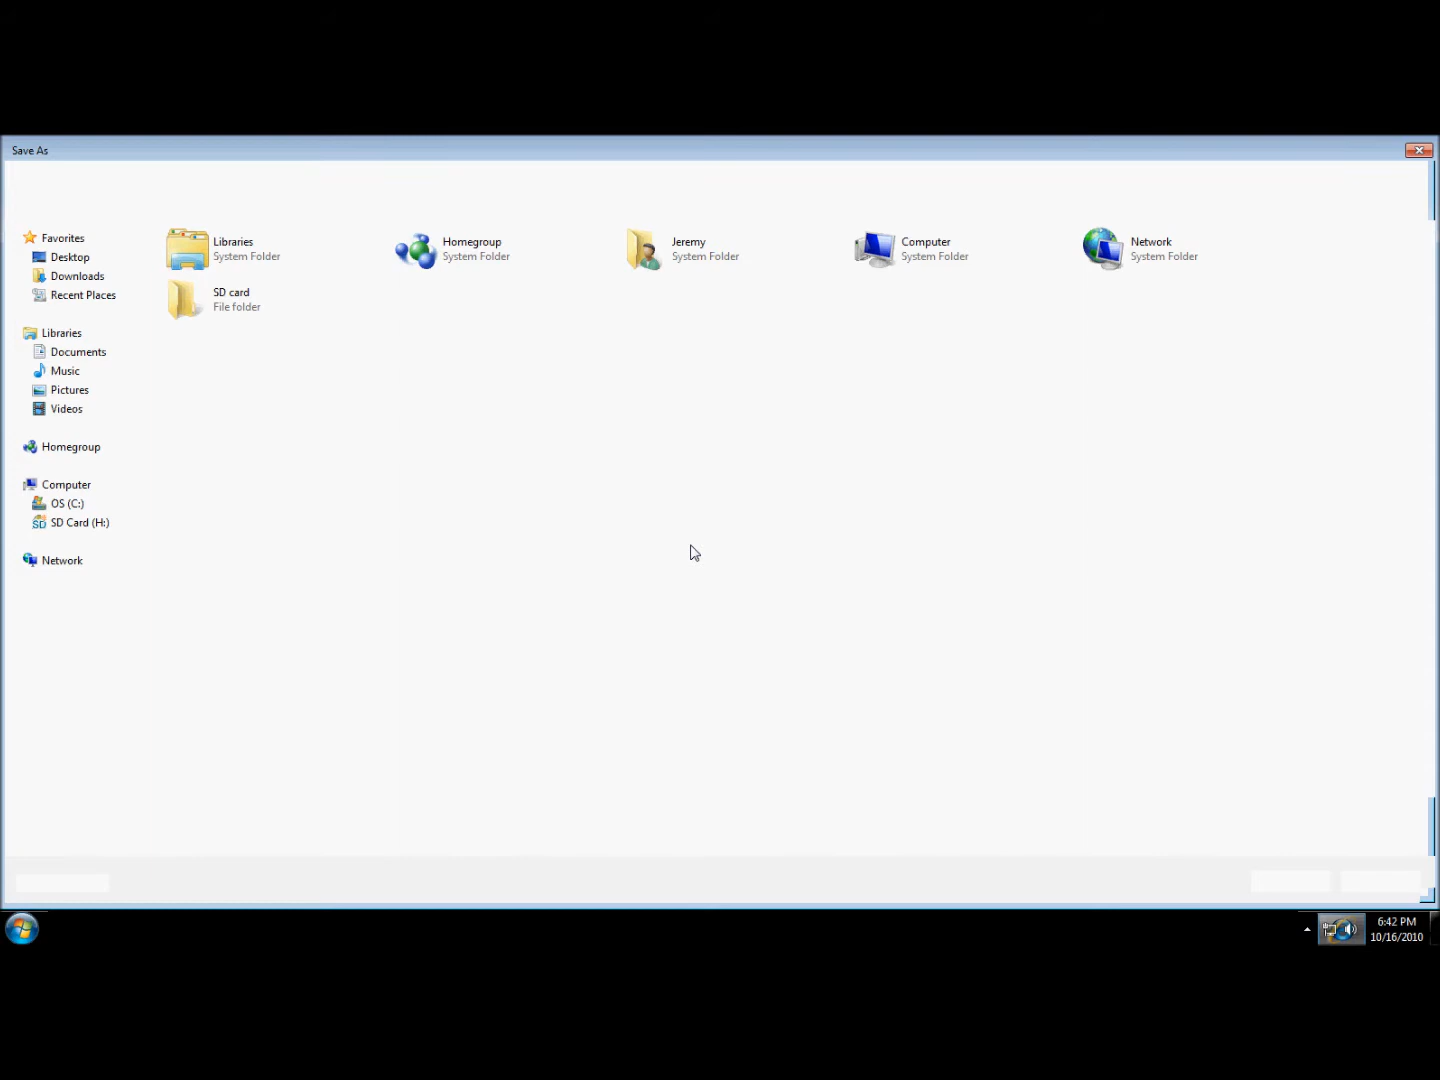 Save As
Favorites
Desktop
Downloads
Recent Places
Libraries
Documents
Music
Pictures
Videos
Homegroup
Computer
OS (C:)
SD Card (H:)
Network
Libraries
System Folder
Homegroup
System Folder
Jeremy
System Folder
Computer
System Folder
Network
System Folder
SD card
File folder
6:42 PM
10/16/2010